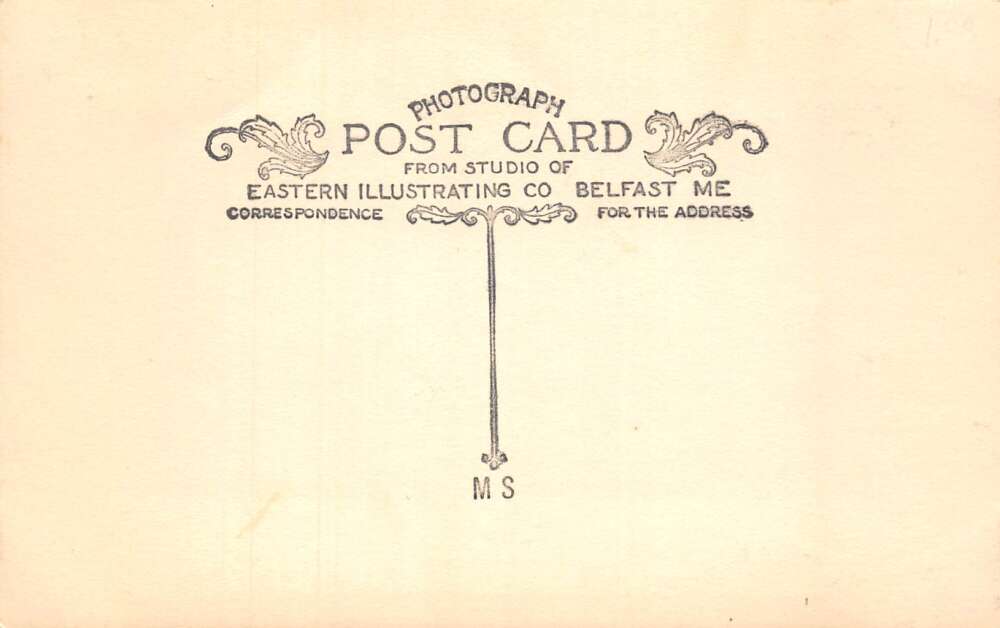 PHOTOGRAPH
POST CARD
FROM STUDIO OF
EASTERN ILLUSTRATING CO BELFAST ME
CORRESPONDENCE FOR THE ADDRESS
M S